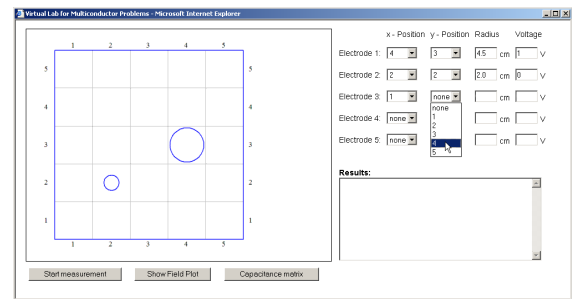 Virtual Lab for Multiconductor Problems - Microsoft Internet Explorer
x - Position y - Position Radius Voltage
1 2 3 4 5
Electrode 1: 4 3 4.5 cm 1 V
5 5
Electrode 2: 2 2 2.0 cm 0 V
Electrode 3: 1 none cm V
4 4
none
1
Electrode 4: none cm V
2
3
3 3
Electrode 5: none cm V
4
5
Results:
2 2
1 1
1 2 3 4 5
Start measurement Show Field Plot Capacitance matrix